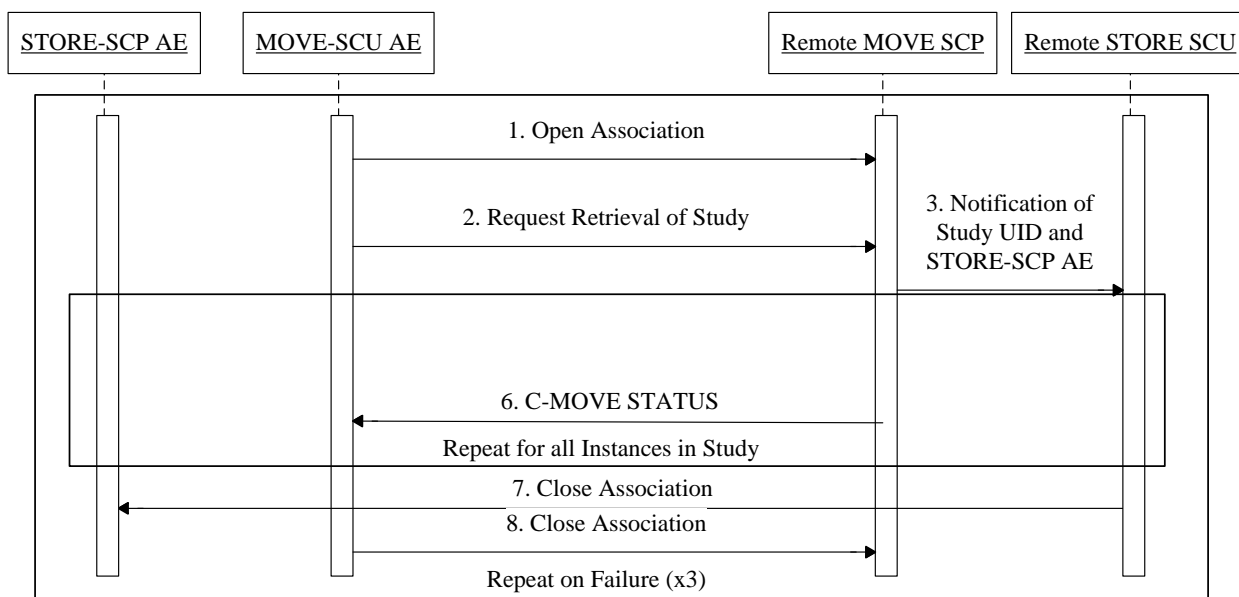 STORE-SCP AE
MOVE-SCU AE
Remote MOVE SCP
Remote STORE SCU
1. Open Association
2. Request Retrieval of Study
3. Notification of
Study UID and
STORE-SCP AE
6. C-MOVE STATUS
Repeat for all Instances in Study
7. Close Association
8. Close Association
Repeat on Failure (x3)